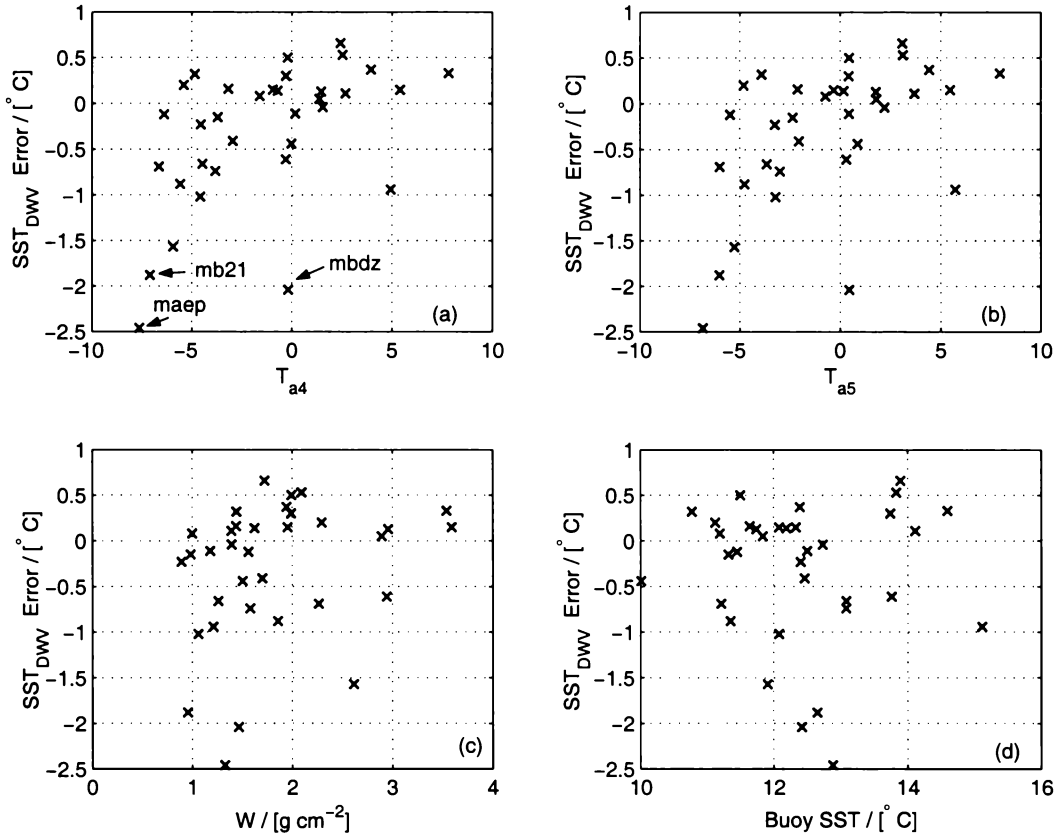 1
0.5
0
−0.5
−1
−1.5
−2
−2.5
SST_DWV Error / [° C]
mb21
maep
mbdz
(a)
−10 −5 0 5 10
T_a4
1
0.5
0
−0.5
−1
−1.5
−2
−2.5
SST_DWV Error / [° C]
(b)
−10 −5 0 5 10
T_a5
1
0.5
0
−0.5
−1
−1.5
−2
−2.5
SST_DWV Error / [° C]
(c)
0 1 2 3 4
W / [g cm⁻²]
1
0.5
0
−0.5
−1
−1.5
−2
−2.5
SST_DWV Error / [° C]
(d)
10 12 14 16
Buoy SST / [° C]